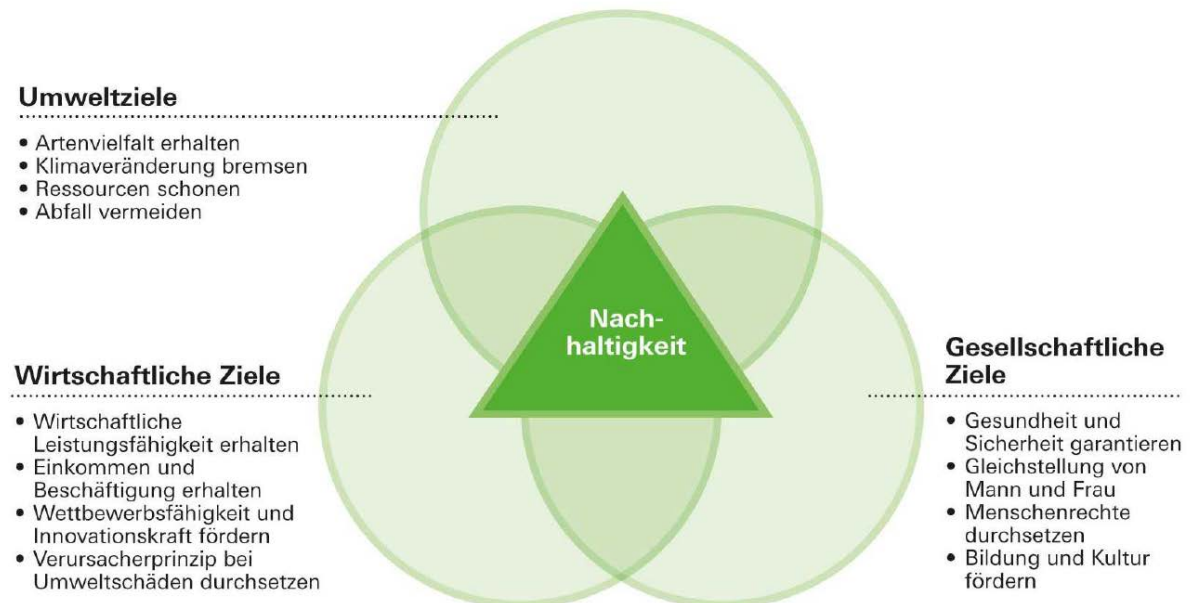 Umweltziele
• Artenvielfalt erhalten
• Klimaveränderung bremsen
• Ressourcen schonen
• Abfall vermeiden
Nach-
haltigkeit
Wirtschaftliche Ziele
• Wirtschaftliche
Leistungsfähigkeit erhalten
• Einkommen und
Beschäftigung erhalten
• Wettbewerbsfähigkeit und
Innovationskraft fördern
• Verursacherprinzip bei
Umweltschäden durchsetzen
Gesellschaftliche
Ziele
• Gesundheit und
Sicherheit garantieren
• Gleichstellung von
Mann und Frau
• Menschenrechte
durchsetzen
• Bildung und Kultur
fördern